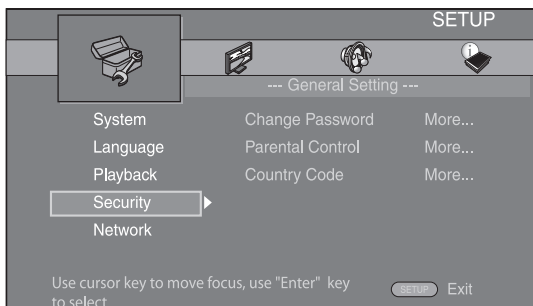 SETUP
--- General Setting ---
System Change Password More...
Language Parental Control More...
Playback Country Code More...
Security
Network
Use cursor key to move focus, use "Enter" key
to select
SETUP Exit